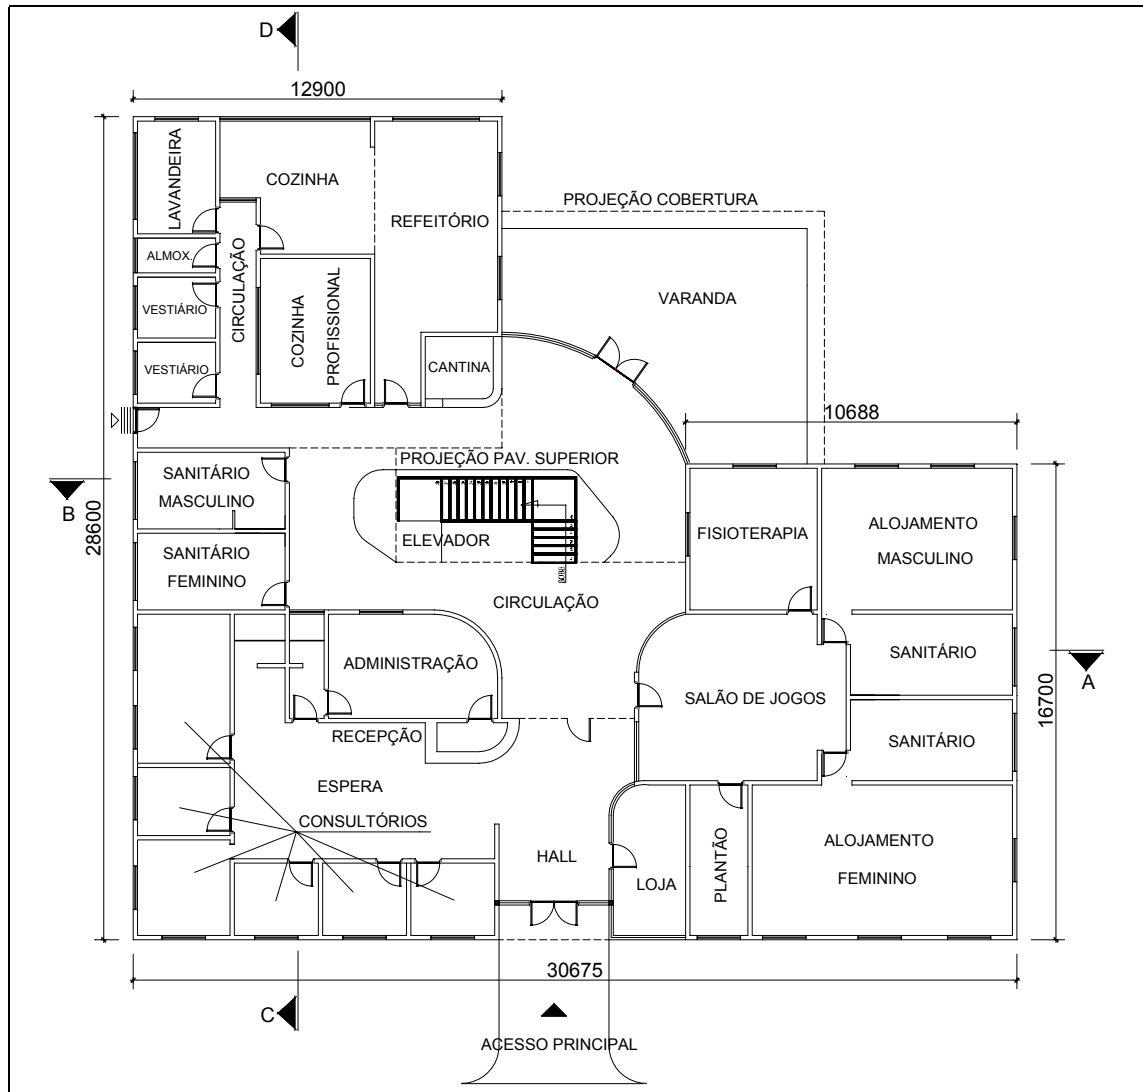 D
12900
LAVANDEIRA
COZINHA
REFEITÓRIO
PROJEÇÃO COBERTURA
ALMOX.
CIRCULAÇÃO
VARANDA
VESTIÁRIO
COZINHA
PROFISSIONAL
VESTIÁRIO
CANTINA
10688
SANITÁRIO
MASCULINO
PROJEÇÃO PAV. SUPERIOR
B
28600
FISIOTERAPIA
ALOJAMENTO
MASCULINO
ELEVADOR
SANITÁRIO
FEMININO
SOBE
CIRCULAÇÃO
ADMINISTRAÇÃO
SANITÁRIO
A
SALÃO DE JOGOS
16700
RECEPÇÃO
SANITÁRIO
ESPERA
CONSULTÓRIOS
HALL
LOJA
PLANTÃO
ALOJAMENTO
FEMININO
30675
C
ACESSO PRINCIPAL